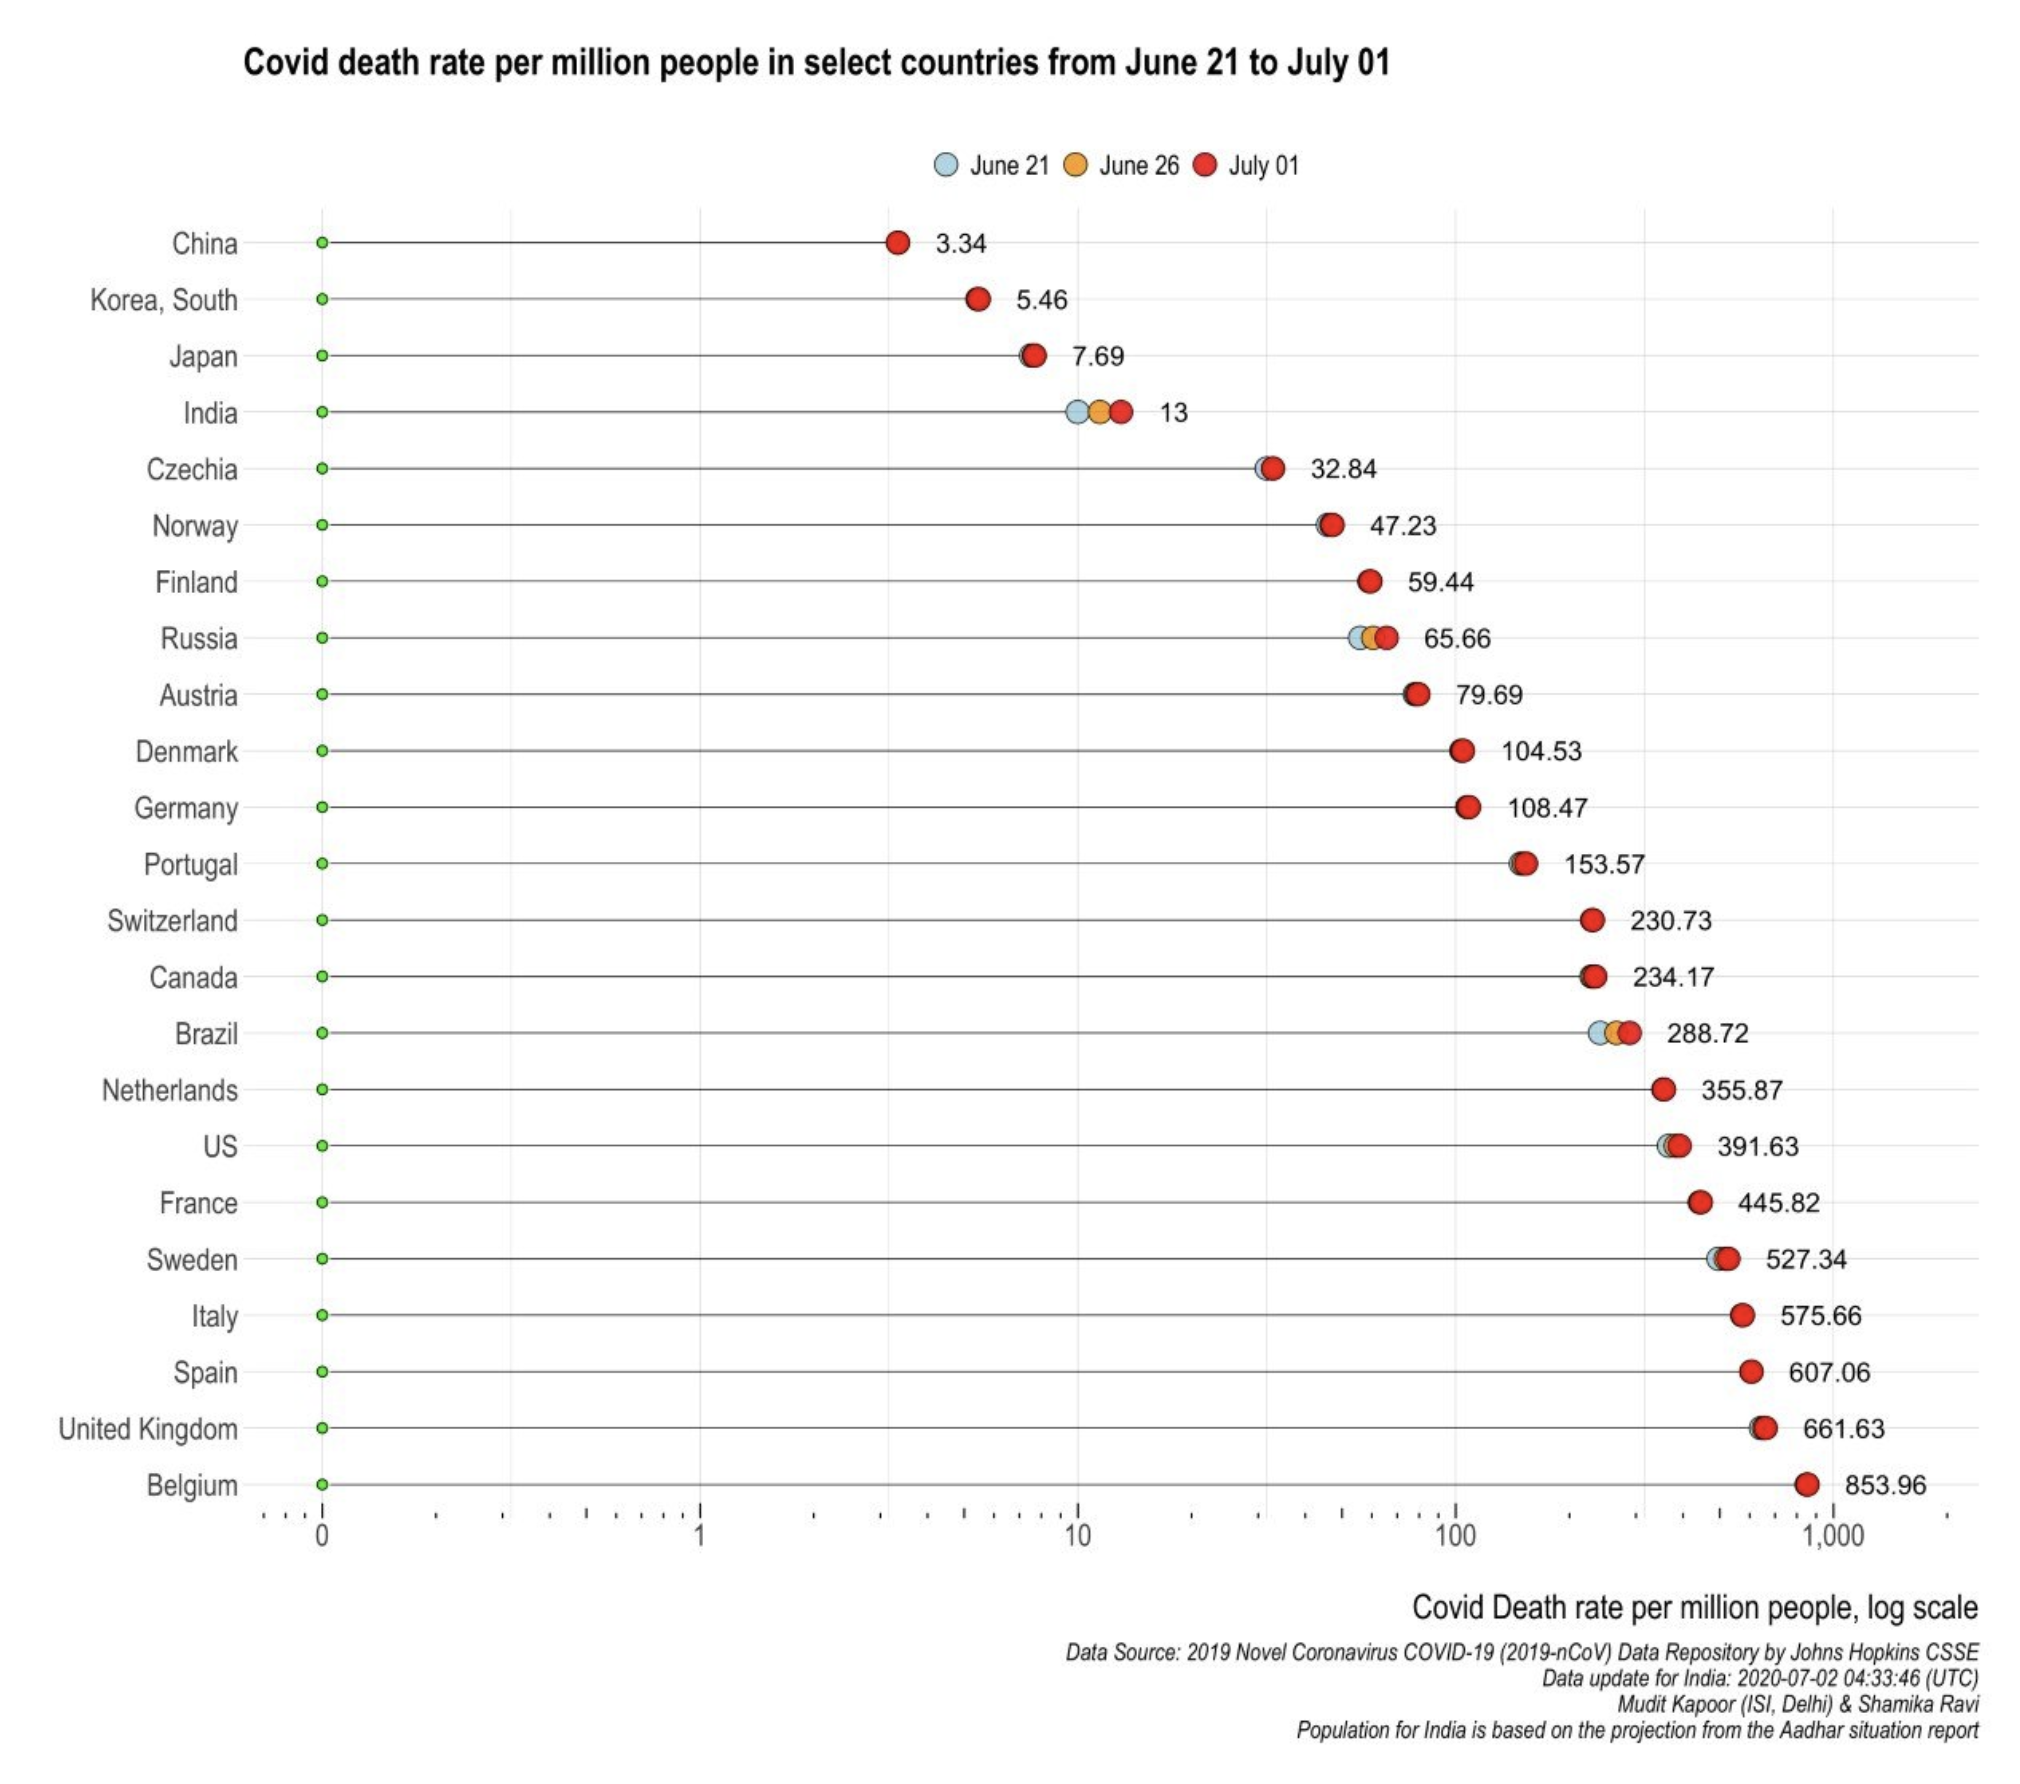 Covid death rate per million people in select countries from June 21 to July 01
June 21 June 26 July 01
China 3.34
Korea, South 5.46
Japan 7.69
India 13
Czechia 32.84
Norway 47.23
Finland 59.44
Russia 65.66
Austria 79.69
Denmark 104.53
Germany 108.47
Portugal 153.57
Switzerland 230.73
Canada 234.17
Brazil 288.72
Netherlands 355.87
US 391.63
France 445.82
Sweden 527.34
Italy 575.66
Spain 607.06
United Kingdom 661.63
Belgium 853.96
0 1 10 100 1,000
Covid Death rate per million people, log scale
Data Source: 2019 Novel Coronavirus COVID-19 (2019-nCoV) Data Repository by Johns Hopkins CSSE
Data update for India: 2020-07-02 04:33:46 (UTC)
Mudit Kapoor (ISI, Delhi) & Shamika Ravi
Population for India is based on the projection from the Aadhar situation report